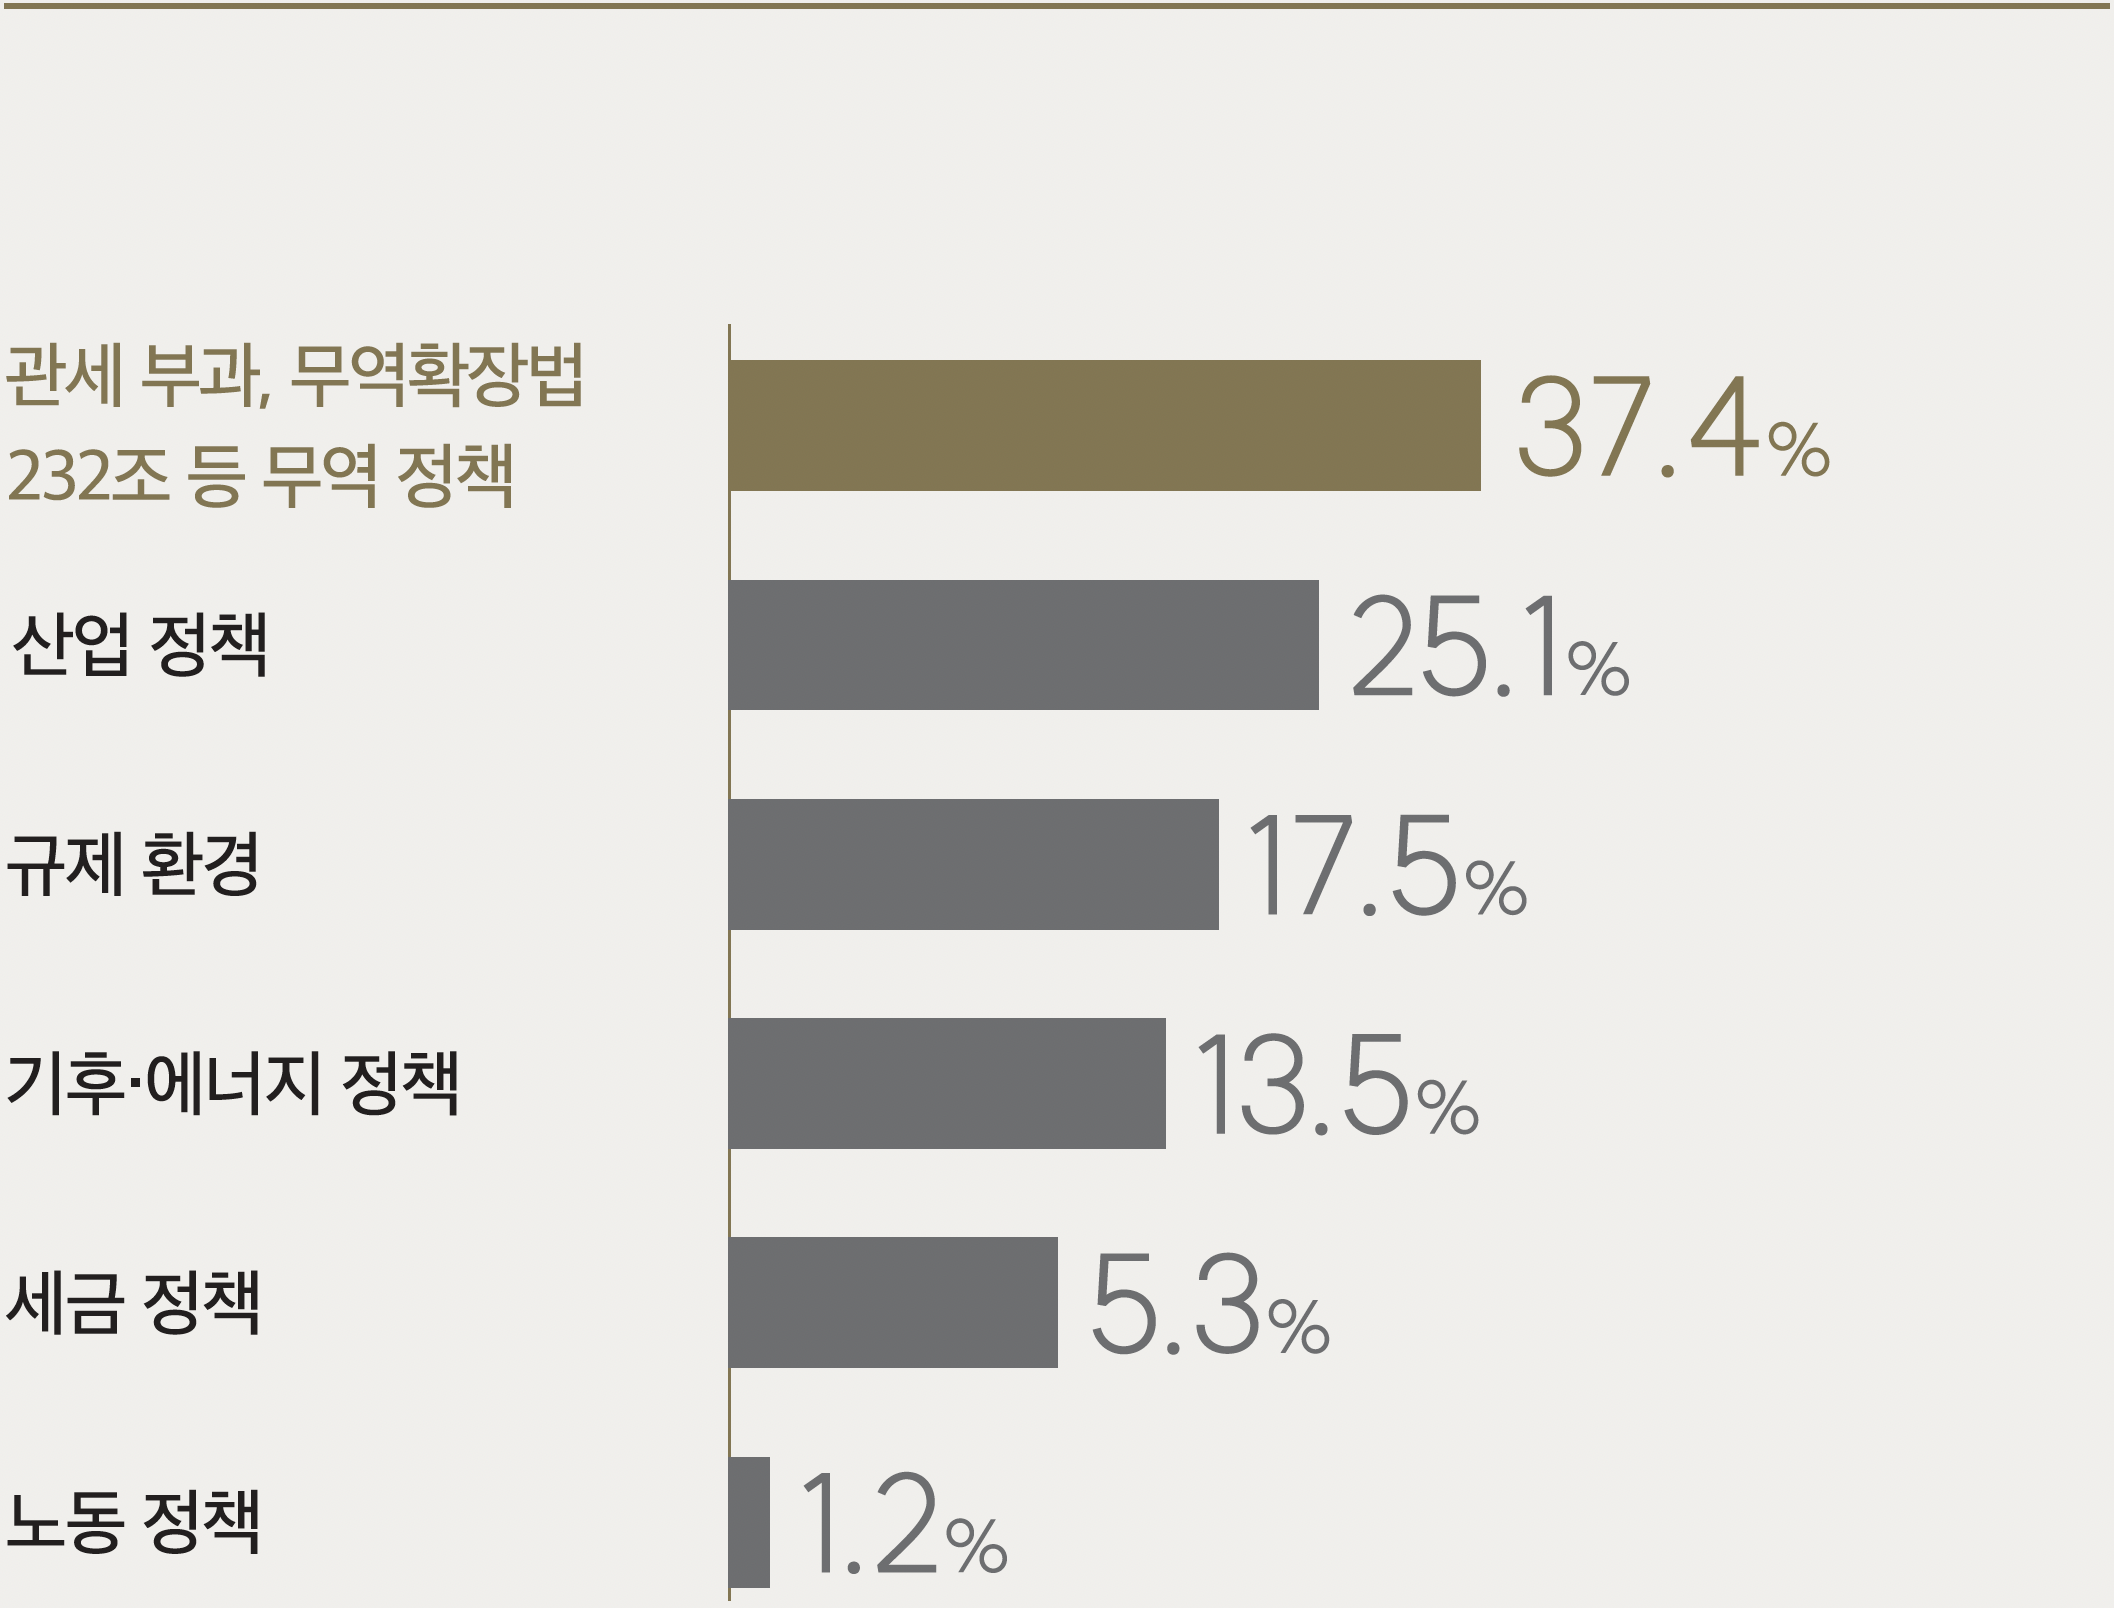 관세 부과, 무역확장법
232조 등 무역 정책
37.4%
산업 정책
25.1%
규제 환경
17.5%
기후·에너지 정책
13.5%
세금 정책
5.3%
노동 정책
1.2%